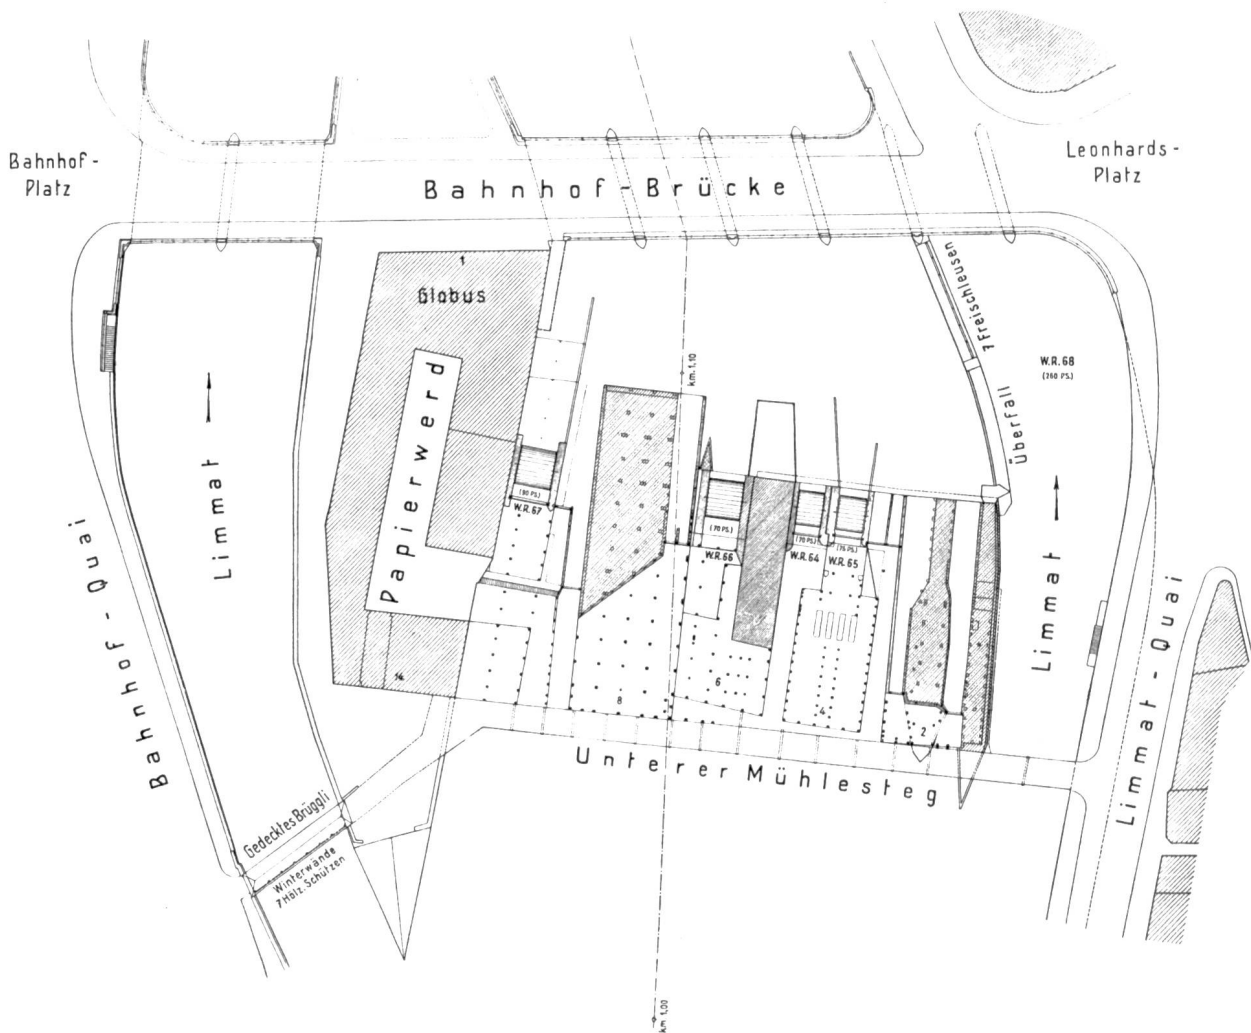 Bahnhof-
Platz
Leonhards-
Platz
Bahnhof-Brücke
1
Globus
7 Freischleusen
km. 1.10
W.R.68
(260 PS.)
Limmat
Papierwerd
Überfall
(90 PS.)
W.R.67
(70 PS.)
W.R.66
(70 PS.)
W.R.64
(75 PS.)
W.R.65
Bahnhof-Quai
Limmat
Limmat-Quai
8
6
4
2
Unterer Mühlesteg
Gedecktes Brüggli
Winterwände
7 Hölz. Schützen
km 1.00